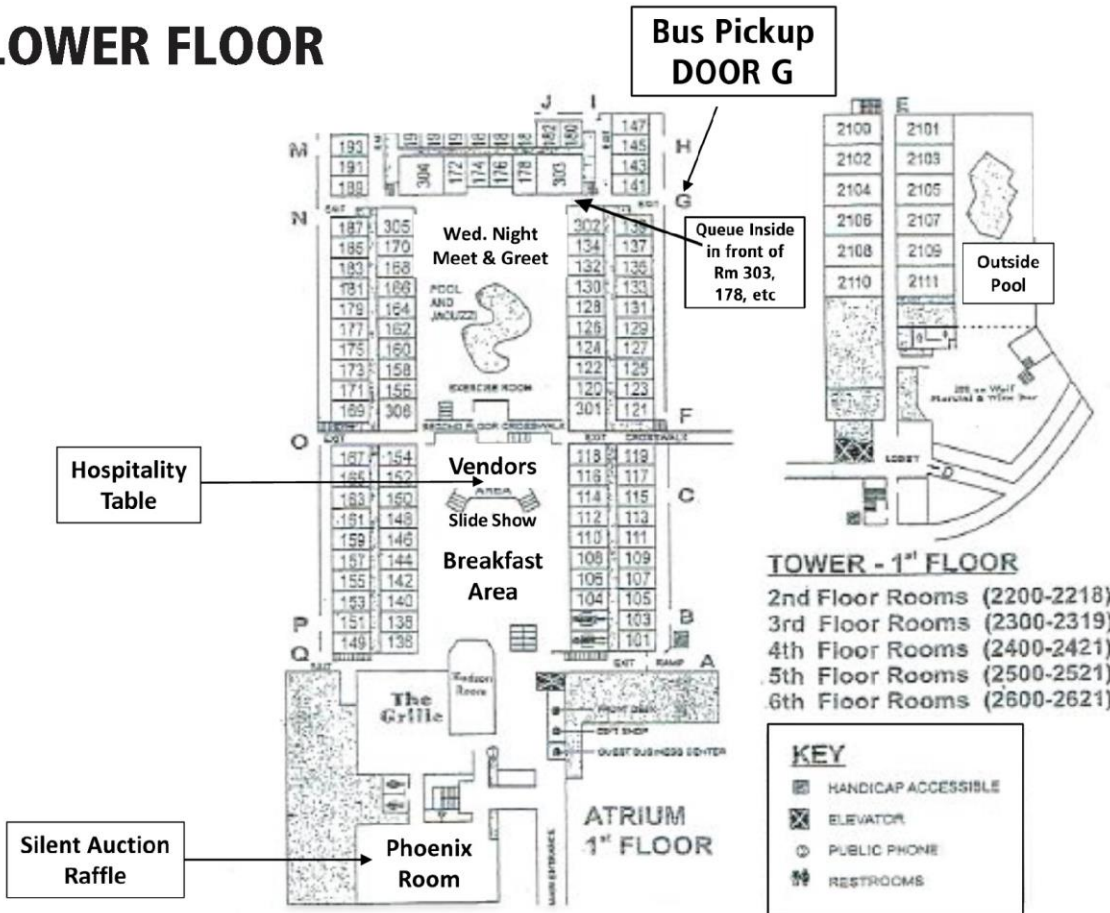 LOWER FLOOR
Bus Pickup
DOOR G
J I
M
193
191
189
304
172
174
176
178
303
182
180
147
145
143
141
H
G
EXIT
N
EXIT
187 305
185 170
183 168
181 166
179 164
177 162
175 160
173 158
171 156
169 306
Wed. Night
Meet & Greet
POOL
AND
JACUZZI
EXERCISE ROOM
302
134 137
132 135
130 133
128 131
126 129
124 127
122 125
120 123
301 121
Queue Inside
in front of
Rm 303,
178, etc
F
SECOND FLOOR CROSSWALK
EXIT CROSSWALK
O
EXIT
Hospitality
Table
167 154
165 152
163 150
161 148
159 146
157 144
155 142
153 140
151 138
149 136
P
Q
EXIT
Vendors
AREA
Slide Show
Breakfast
Area
118 119
116 117
114 115
112 113
110 111
108 109
106 107
104 105
103
101
C
B
EXIT RAMP A
The
Grille
Hudson
Room
FRONT DESK
GIFT SHOP
GUEST BUSINESS CENTER
Silent Auction
Raffle
Phoenix
Room
MAIN ENTRANCE
ATRIUM
1st FLOOR
E
2100 2101
2102 2103
2104 2105
2106 2107
2108 2109
2110 2111
Outside
Pool
LOBBY
D
TOWER - 1st FLOOR
2nd Floor Rooms (2200-2218)
3rd Floor Rooms (2300-2319)
4th Floor Rooms (2400-2421)
5th Floor Rooms (2500-2521)
6th Floor Rooms (2600-2621)
KEY
HANDICAP ACCESSIBLE
ELEVATOR
PUBLIC PHONE
RESTROOMS